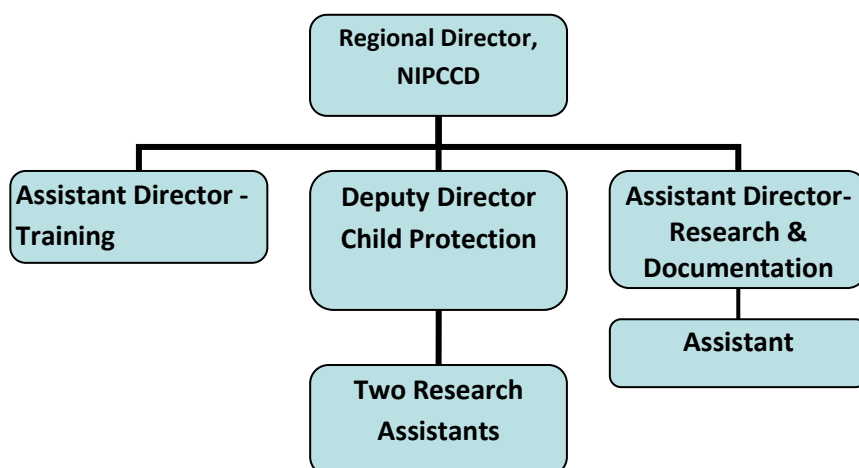 Regional Director,
NIPCCD
Assistant Director -
Training
Deputy Director
Child Protection
Assistant Director-
Research &
Documentation
Assistant
Two Research
Assistants